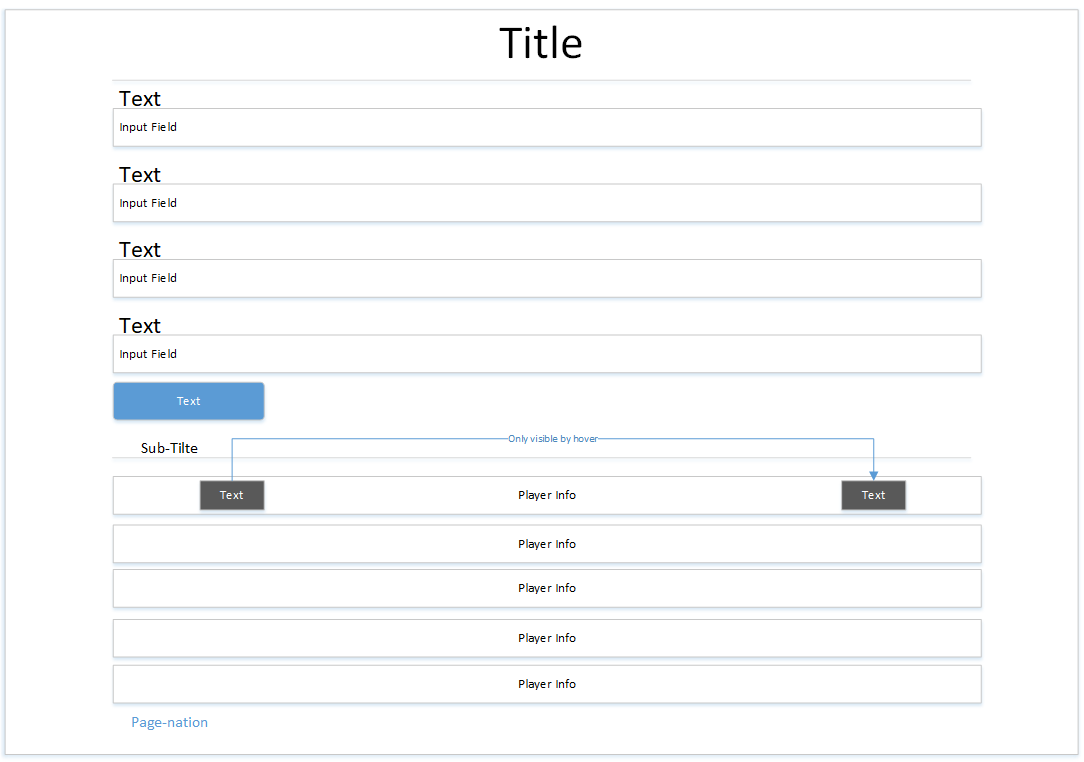 Title
Text
Input Field
Text
Input Field
Text
Input Field
Text
Input Field
Text
Only visible by hover
Sub-Tilte
Text Player Info Text
Player Info
Player Info
Player Info
Player Info
Page-nation